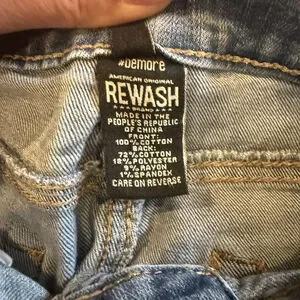 #bemore
AMERICAN ORIGINAL
REWASH
BRAND
MADE IN THE
PEOPLE'S REPUBLIC
OF CHINA
FRONT:
100% COTTON
BACK:
72% COTTON
18% POLYESTER
9% RAYON
1% SPANDEX
CARE ON REVERSE